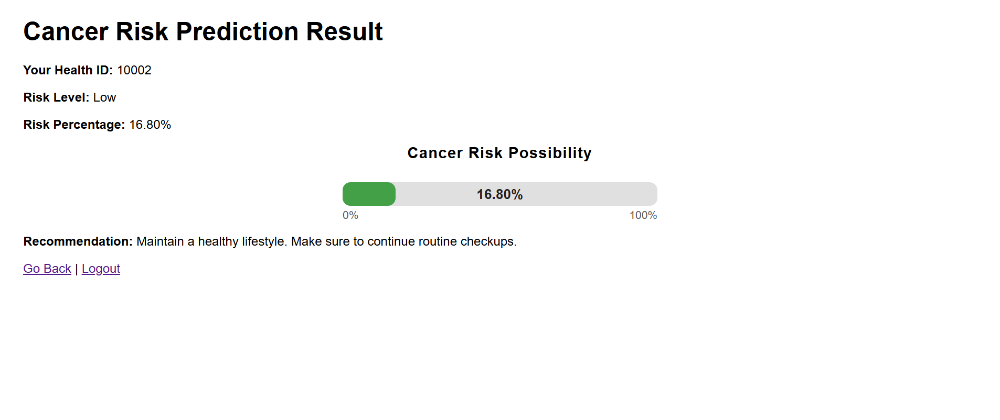 Cancer Risk Prediction Result
Your Health ID: 10002
Risk Level: Low
Risk Percentage: 16.80%
Cancer Risk Possibility
16.80%
0% 100%
Recommendation: Maintain a healthy lifestyle. Make sure to continue routine checkups.
Go Back | Logout